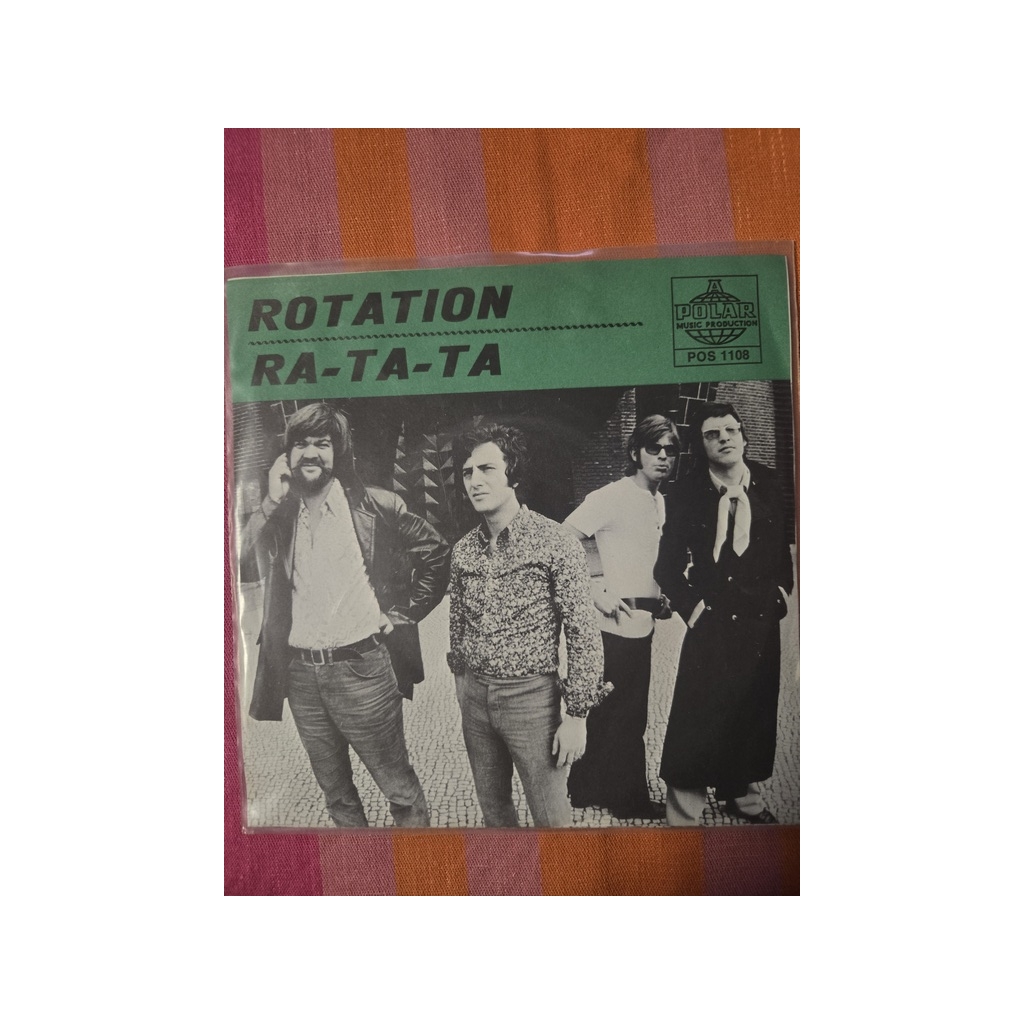 ROTATION
RA-TA-TA
A
POLAR
MUSIC PRODUCTION
POS 1108